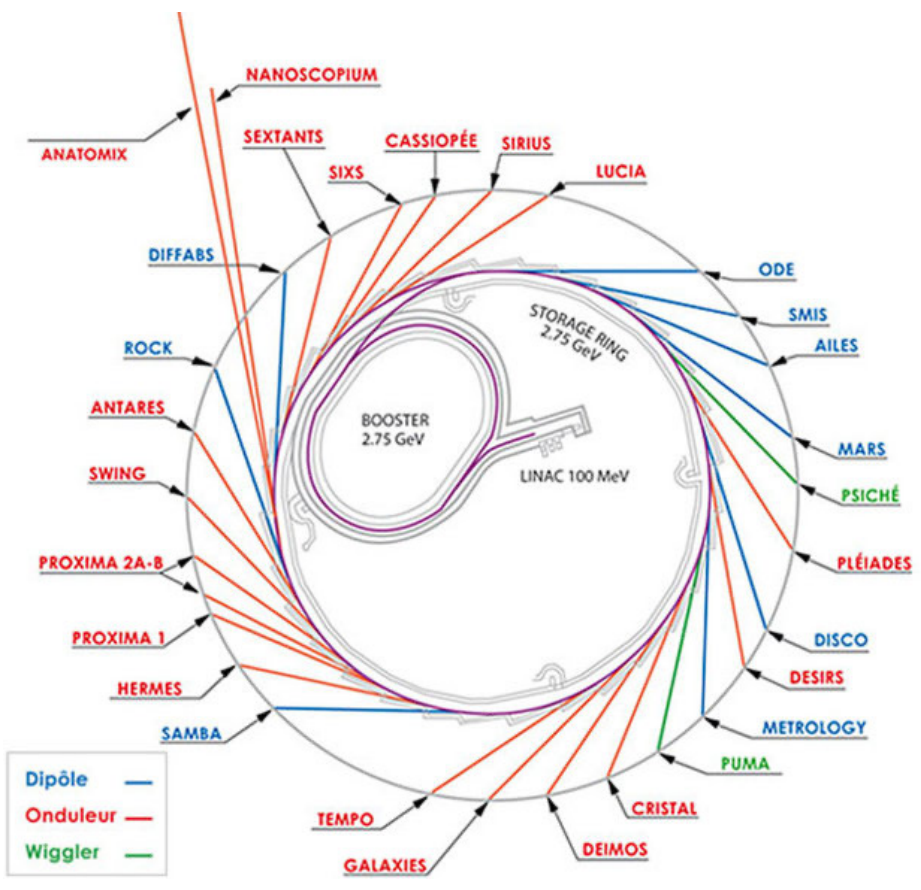 NANOSCOPIUM
ANATOMIX
SEXTANTS
SIXS
CASSIOPÉE
SIRIUS
LUCIA
DIFFABS
ROCK
ANTARES
SWING
PROXIMA 2A-B
PROXIMA 1
HERMES
SAMBA
ODE
SMIS
AILES
MARS
PSICHÉ
PLÉIADES
DISCO
DESIRS
METROLOGY
PUMA
CRISTAL
DEIMOS
GALAXIES
TEMPO
STORAGE RING
2.75 GeV
BOOSTER
2.75 GeV
LINAC 100 MeV
Dipôle
Onduleur
Wiggler